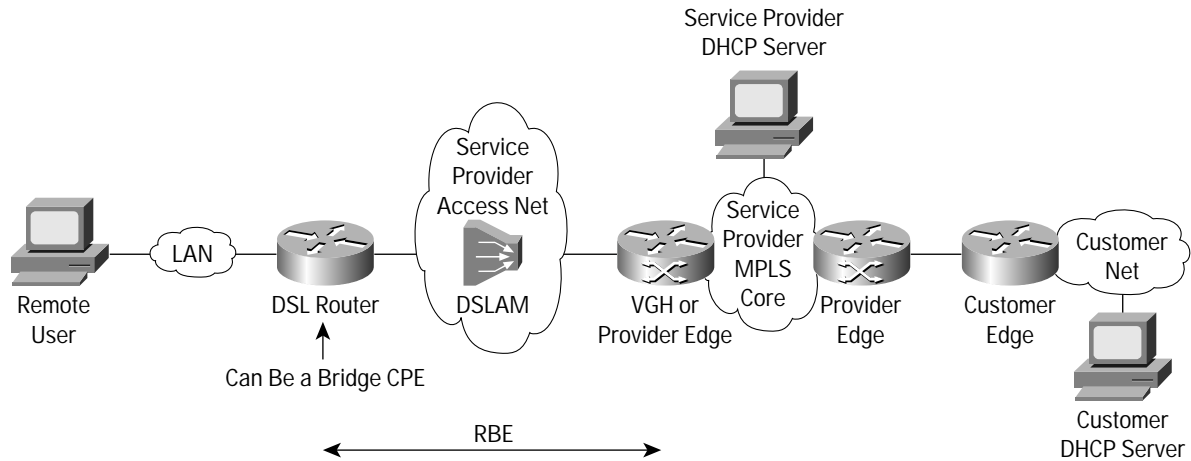 Service Provider
DHCP Server
Service
Provider
Access Net
LAN
Service
Provider
MPLS
Core
Customer
Net
Remote
User
DSL Router
DSLAM
VGH or
Provider Edge
Provider
Edge
Customer
Edge
Can Be a Bridge CPE
RBE
Customer
DHCP Server